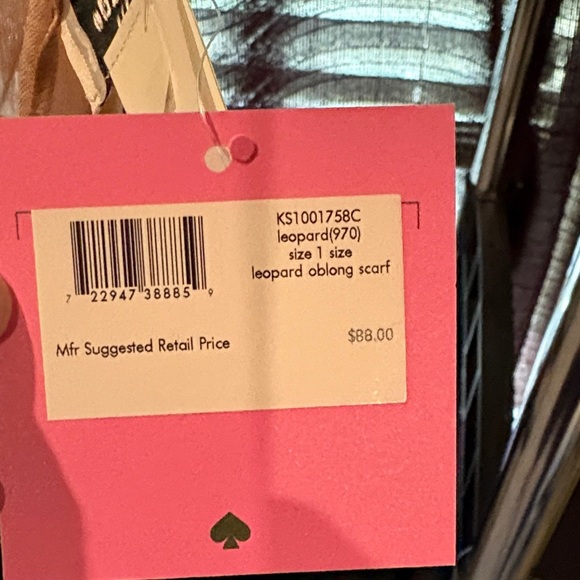 KS1001758C
leopard(970)
size 1 size
leopard oblong scarf
7 22947 38885 9
Mfr Suggested Retail Price
$88.00